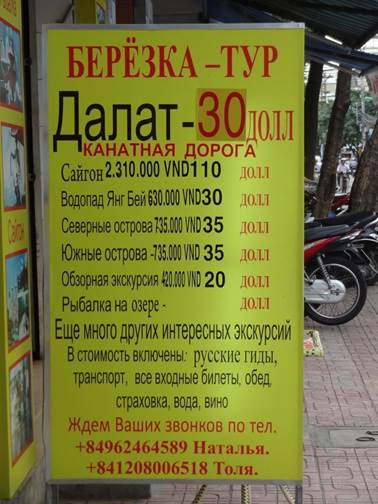 БЕРЁЗКА –ТУР
Далат-30долл
КАНАТНАЯ ДОРОГА
Сайгон 2.310.000 VND110 долл
Водопад Янг Бей 630.000 VND30 долл
Северные острова 735.000 VND 35 долл
Южные острова -735.000 VND 35 долл
Обзорная экскурсия 420.000 VND 20 долл
Рыбалка на озере - долл
Еще много других интересных экскурсий
В стоимость включены: русские гиды,
транспорт, все входные билеты, обед,
страховка, вода, вино
Ждем Ваших звонков по тел.
+84962464589 Наталья.
+841208006518 Толя.
Сайгон